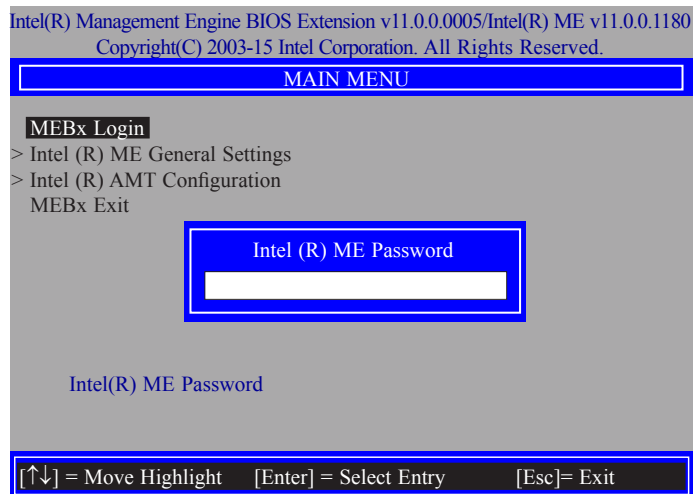 Intel(R) Management Engine BIOS Extension v11.0.0.0005/Intel(R) ME v11.0.0.1180
Copyright(C) 2003-15 Intel Corporation. All Rights Reserved.
MAIN MENU
MEBx Login
> Intel (R) ME General Settings
> Intel (R) AMT Configuration
MEBx Exit
Intel (R) ME Password
Intel(R) ME Password
[↑↓] = Move Highlight [Enter] = Select Entry [Esc]= Exit